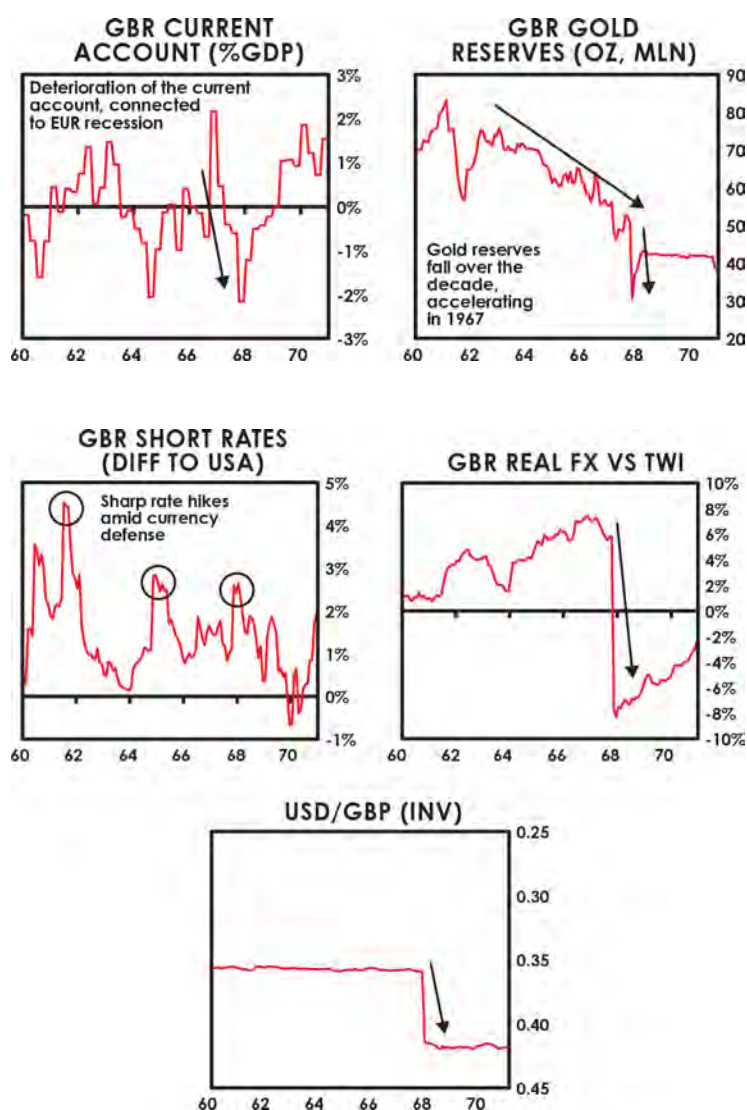 GBR CURRENT
ACCOUNT (%GDP)
Deterioration of the current
account, connected
to EUR recession
3%
2%
1%
0%
-1%
-2%
-3%
60 62 64 66 68 70
GBR GOLD
RESERVES (OZ, MLN)
Gold reserves
fall over the
decade,
accelerating
in 1967
90
80
70
60
50
40
30
20
60 62 64 66 68 70
GBR SHORT RATES
(DIFF TO USA)
Sharp rate hikes
amid currency
defense
5%
4%
3%
2%
1%
0%
-1%
60 62 64 66 68 70
GBR REAL FX VS TWI
10%
8%
6%
4%
2%
0%
-2%
-4%
-6%
-8%
-10%
60 62 64 66 68 70
USD/GBP (INV)
0.25
0.30
0.35
0.40
0.45
60 62 64 66 68 70